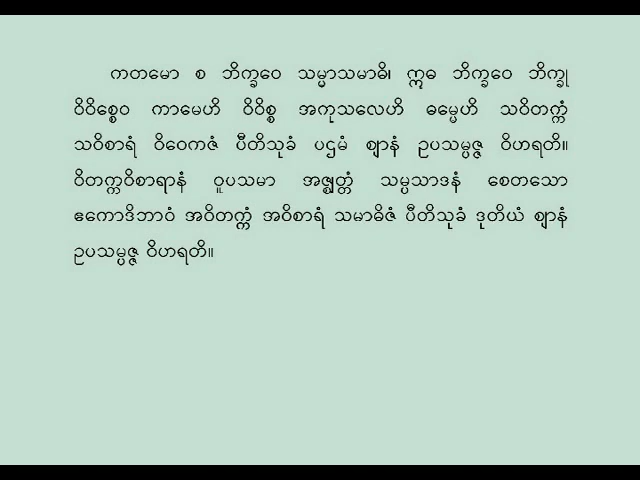 ကတမော စ ဘိက္ခဝေ သမ္မာသမာဓိ၊ ဣဓ ဘိက္ခဝေ ဘိက္ခု
ဝိဝိစ္စေဝ ကာမေဟိ ဝိဝိစ္စ အကုသလေဟိ ဓမ္မေဟိ သဝိတက္ကံ
သဝိစာရံ ဝိဝေကဇံ ပီတိသုခံ ပဌမံ ဈာနံ ဥပသမ္ပဇ္ဇ ဝိဟရတိ။
ဝိတက္ကဝိစာရာနံ ဝူပသမာ အဇ္ဈတ္တံ သမ္ပသာဒနံ စေတသော
ဧကောဒိဘာဝံ အဝိတက္ကံ အဝိစာရံ သမာဓိဇံ ပီတိသုခံ ဒုတိယံ ဈာနံ
ဥပသမ္ပဇ္ဇ ဝိဟရတိ။